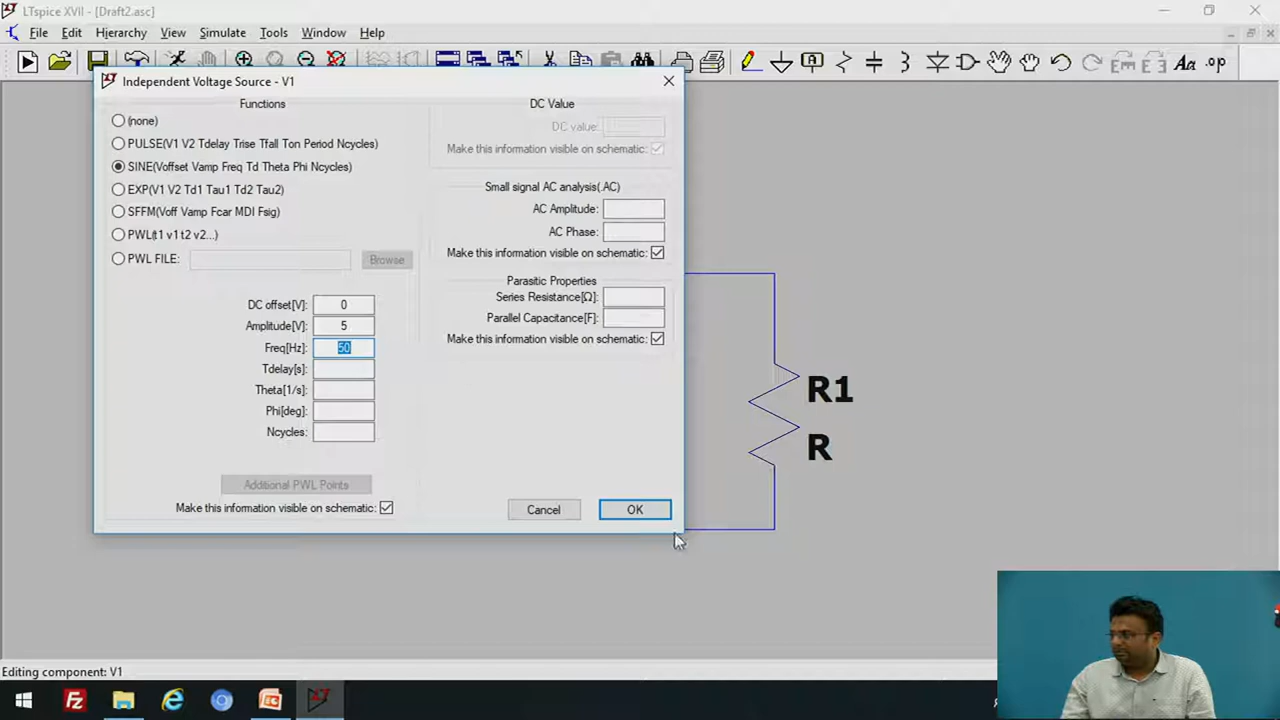 LTspice XVII - [Draft2.asc]
File Edit Hierarchy View Simulate Tools Window Help
Aa .op
Independent Voltage Source - V1
Functions
(none)
PULSE(V1 V2 Tdelay Trise Tfall Ton Period Ncycles)
SINE(Voffset Vamp Freq Td Theta Phi Ncycles)
EXP(V1 V2 Td1 Tau1 Td2 Tau2)
SFFM(Voff Vamp Fcar MDI Fsig)
PWL(t1 v1 t2 v2...)
PWL FILE: Browse
DC offset[V]: 0
Amplitude[V]: 5
Freq[Hz]: 50
Tdelay[s]:
Theta[1/s]:
Phi[deg]:
Ncycles:
Additional PWL Points
Make this information visible on schematic:
DC Value
DC value:
Make this information visible on schematic:
Small signal AC analysis(.AC)
AC Amplitude:
AC Phase:
Make this information visible on schematic:
Parasitic Properties
Series Resistance[Ω]:
Parallel Capacitance[F]:
Make this information visible on schematic:
Cancel OK
R1
R
Editing component: V1